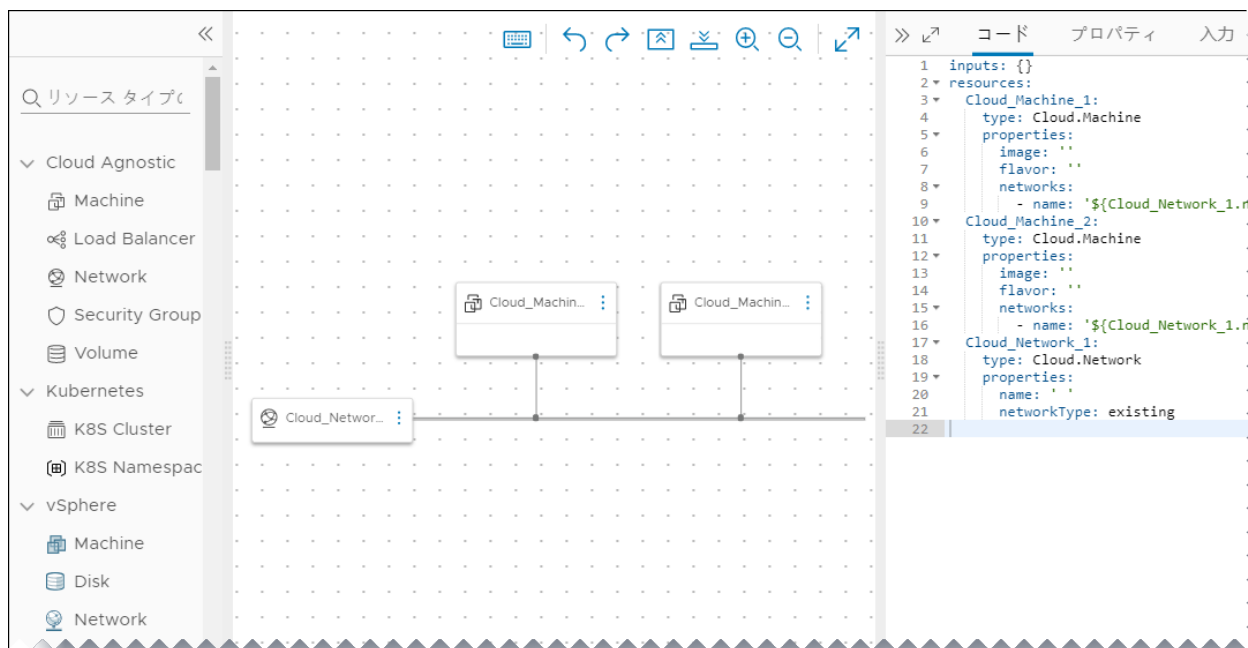 リソース タイプの
Cloud Agnostic
Machine
Load Balancer
Network
Security Group
Volume
Kubernetes
K8S Cluster
K8S Namespac
vSphere
Machine
Disk
Network
Cloud_Machin...
Cloud_Machin...
Cloud_Networ...
コード プロパティ 入力
1 inputs: {}
2 resources:
3 Cloud_Machine_1:
4 type: Cloud.Machine
5 properties:
6 image: ''
7 flavor: ''
8 networks:
9 - name: '${Cloud_Network_1.n
10 Cloud_Machine_2:
11 type: Cloud.Machine
12 properties:
13 image: ''
14 flavor: ''
15 networks:
16 - name: '${Cloud_Network_1.n
17 Cloud_Network_1:
18 type: Cloud.Network
19 properties:
20 name: ' '
21 networkType: existing
22